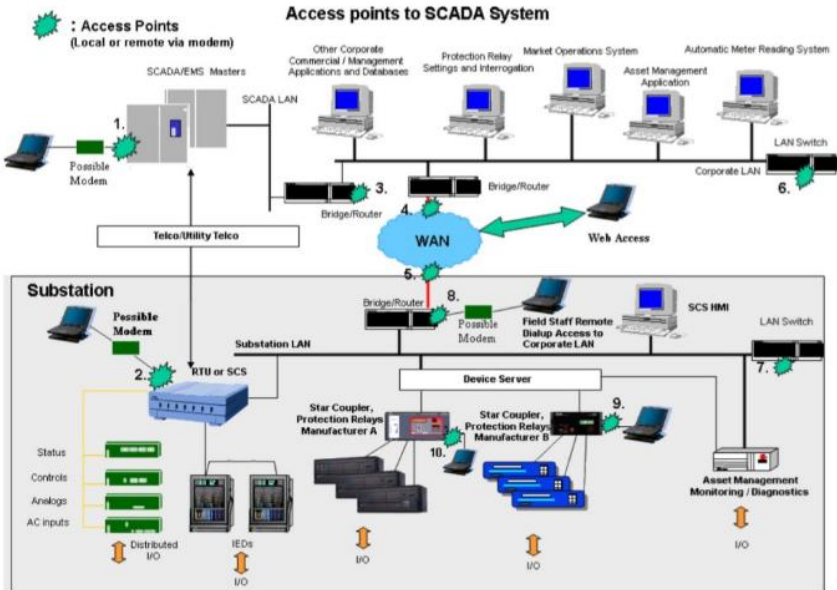 Access points to SCADA System
: Access Points
(Local or remote via modem)
SCADA/EMS Masters
SCADA LAN
Other Corporate
Commercial / Management
Applications and Databases
Protection Relay
Settings and Interrogation
Market Operations System
Asset Management
Application
Automatic Meter Reading System
1.
Possible
Modem
3.
Bridge/Router
Bridge/Router
4.
LAN Switch
Corporate LAN
6.
Telco/Utility Telco
WAN
Web Access
5.
Substation
Possible
Modem
2.
RTU or SCS
Bridge/Router
8.
Possible
Modem
Field Staff Remote
Dialup Access to
Corporate LAN
SCS HMI
LAN Switch
7.
Substation LAN
Device Server
Star Coupler,
Protection Relays
Manufacturer A
10.
Star Coupler,
Protection Relays
Manufacturer B
9.
Asset Management
Monitoring / Diagnostics
Status
Controls
Analogs
AC inputs
Distributed
I/O
IEDs
I/O
I/O
I/O
I/O